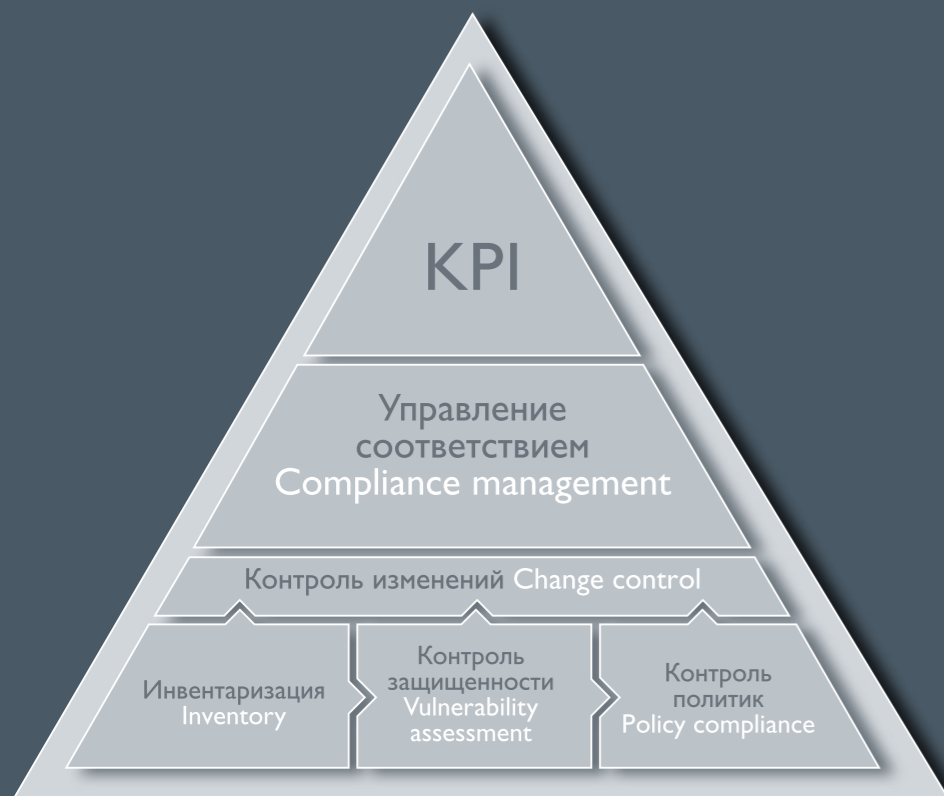 KPI
Управление
соответствием
Compliance management
Контроль изменений Change control
Инвентаризация
Inventory
Контроль
защищенности
Vulnerability
assessment
Контроль
политик
Policy compliance